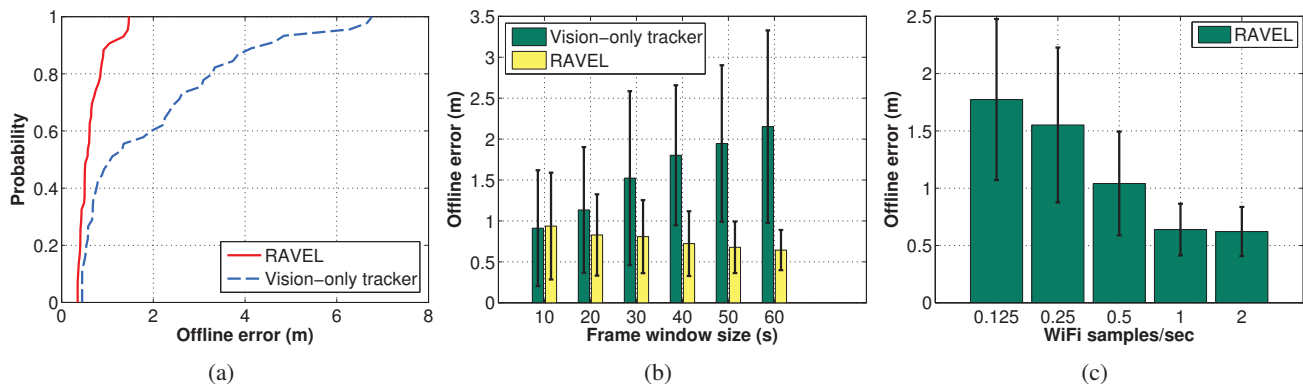 1
0.8
0.6
0.4
0.2
0
Probability
0
2
4
6
8
Offline error (m)
RAVEL
Vision−only tracker
(a)
3.5
3
2.5
2
1.5
1
0.5
0
Offline error (m)
Vision−only tracker
RAVEL
10
20
30
40
50
60
Frame window size (s)
(b)
2.5
2
1.5
1
0.5
0
Offline error (m)
RAVEL
0.125
0.25
0.5
1
2
WiFi samples/sec
(c)